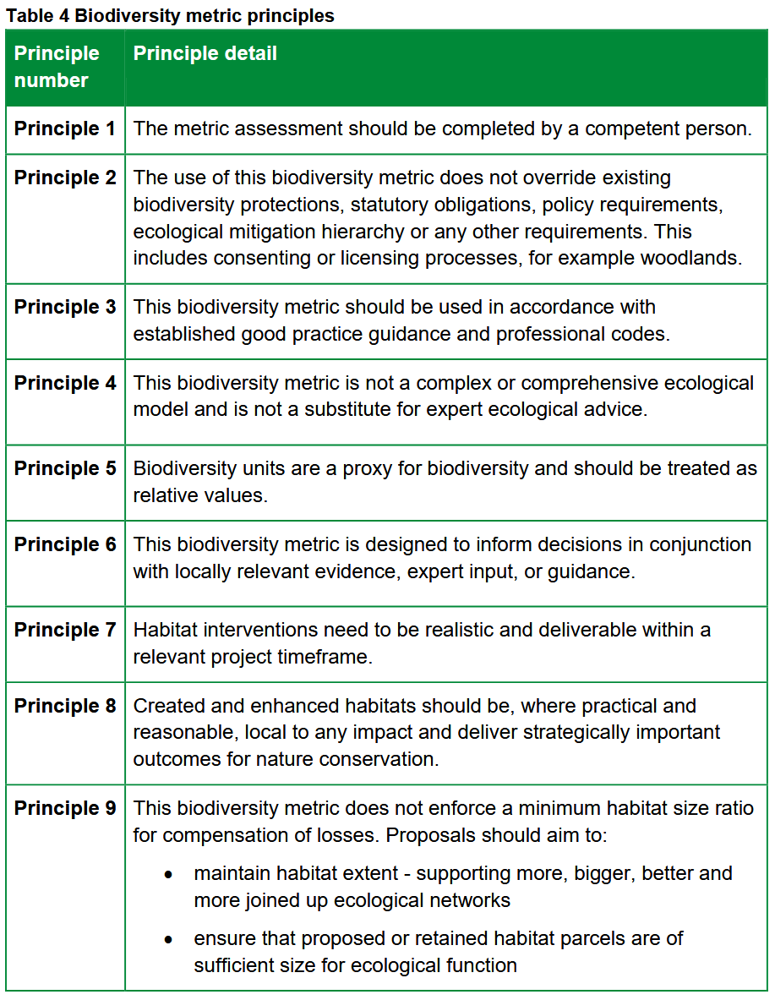 Table 4 Biodiversity metric principles
Principle number
Principle detail
Principle 1
The metric assessment should be completed by a competent person.
Principle 2
The use of this biodiversity metric does not override existing
biodiversity protections, statutory obligations, policy requirements,
ecological mitigation hierarchy or any other requirements. This
includes consenting or licensing processes, for example woodlands.
Principle 3
This biodiversity metric should be used in accordance with
established good practice guidance and professional codes.
Principle 4
This biodiversity metric is not a complex or comprehensive ecological
model and is not a substitute for expert ecological advice.
Principle 5
Biodiversity units are a proxy for biodiversity and should be treated as
relative values.
Principle 6
This biodiversity metric is designed to inform decisions in conjunction
with locally relevant evidence, expert input, or guidance.
Principle 7
Habitat interventions need to be realistic and deliverable within a
relevant project timeframe.
Principle 8
Created and enhanced habitats should be, where practical and
reasonable, local to any impact and deliver strategically important
outcomes for nature conservation.
Principle 9
This biodiversity metric does not enforce a minimum habitat size ratio
for compensation of losses. Proposals should aim to:
• maintain habitat extent - supporting more, bigger, better and
more joined up ecological networks
• ensure that proposed or retained habitat parcels are of
sufficient size for ecological function